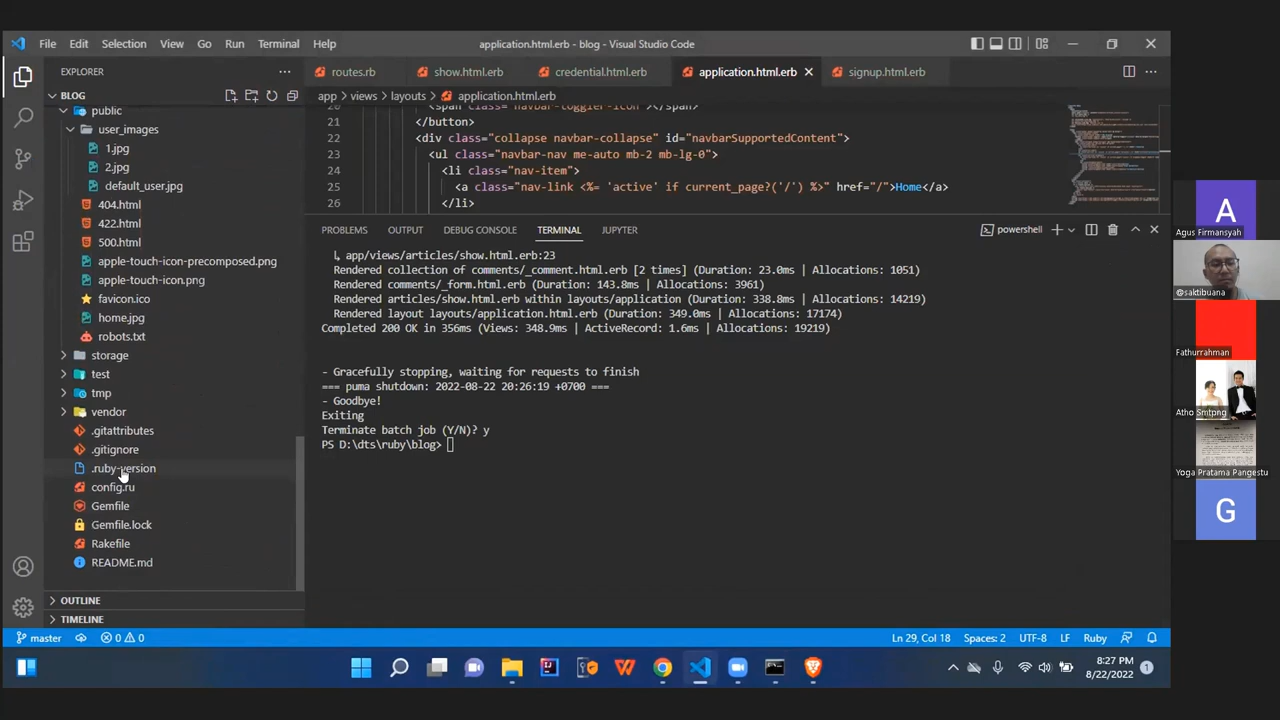 File Edit Selection View Go Run Terminal Help
application.html.erb - blog - Visual Studio Code
EXPLORER
routes.rb show.html.erb credential.html.erb application.html.erb signup.html.erb
BLOG
app > views > layouts > application.html.erb
public
user_images
1.jpg
2.jpg
default_user.jpg
404.html
422.html
500.html
apple-touch-icon-precomposed.png
apple-touch-icon.png
favicon.ico
home.jpg
robots.txt
storage
test
tmp
vendor
.gitattributes
.gitignore
.ruby-version
config.ru
Gemfile
Gemfile.lock
Rakefile
README.md
OUTLINE
TIMELINE
20 <span class="navbar-toggler-icon"></span>
21 </button>
22 <div class="collapse navbar-collapse" id="navbarSupportedContent">
23 <ul class="navbar-nav me-auto mb-2 mb-lg-0">
24 <li class="nav-item">
25 <a class="nav-link <%= 'active' if current_page?('/') %>" href="/">Home</a>
26 </li>
PROBLEMS OUTPUT DEBUG CONSOLE TERMINAL JUPYTER
powershell
↳ app/views/articles/show.html.erb:23
Rendered collection of comments/_comment.html.erb [2 times] (Duration: 23.0ms | Allocations: 1051)
Rendered comments/_form.html.erb (Duration: 143.8ms | Allocations: 3961)
Rendered articles/show.html.erb within layouts/application (Duration: 338.8ms | Allocations: 14219)
Rendered layout layouts/application.html.erb (Duration: 349.0ms | Allocations: 17174)
Completed 200 OK in 356ms (Views: 348.9ms | ActiveRecord: 1.6ms | Allocations: 19219)
- Gracefully stopping, waiting for requests to finish
=== puma shutdown: 2022-08-22 20:26:19 +0700 ===
- Goodbye!
Exiting
Terminate batch job (Y/N)? y
PS D:\dts\ruby\blog>
master 0 0
Ln 29, Col 18 Spaces: 2 UTF-8 LF Ruby
8:27 PM
8/22/2022
1
A
Agus Firmansyah
@saktibuana
Fathurrahman
Atho Smtpng
Yoga Pratama Pangestu
G